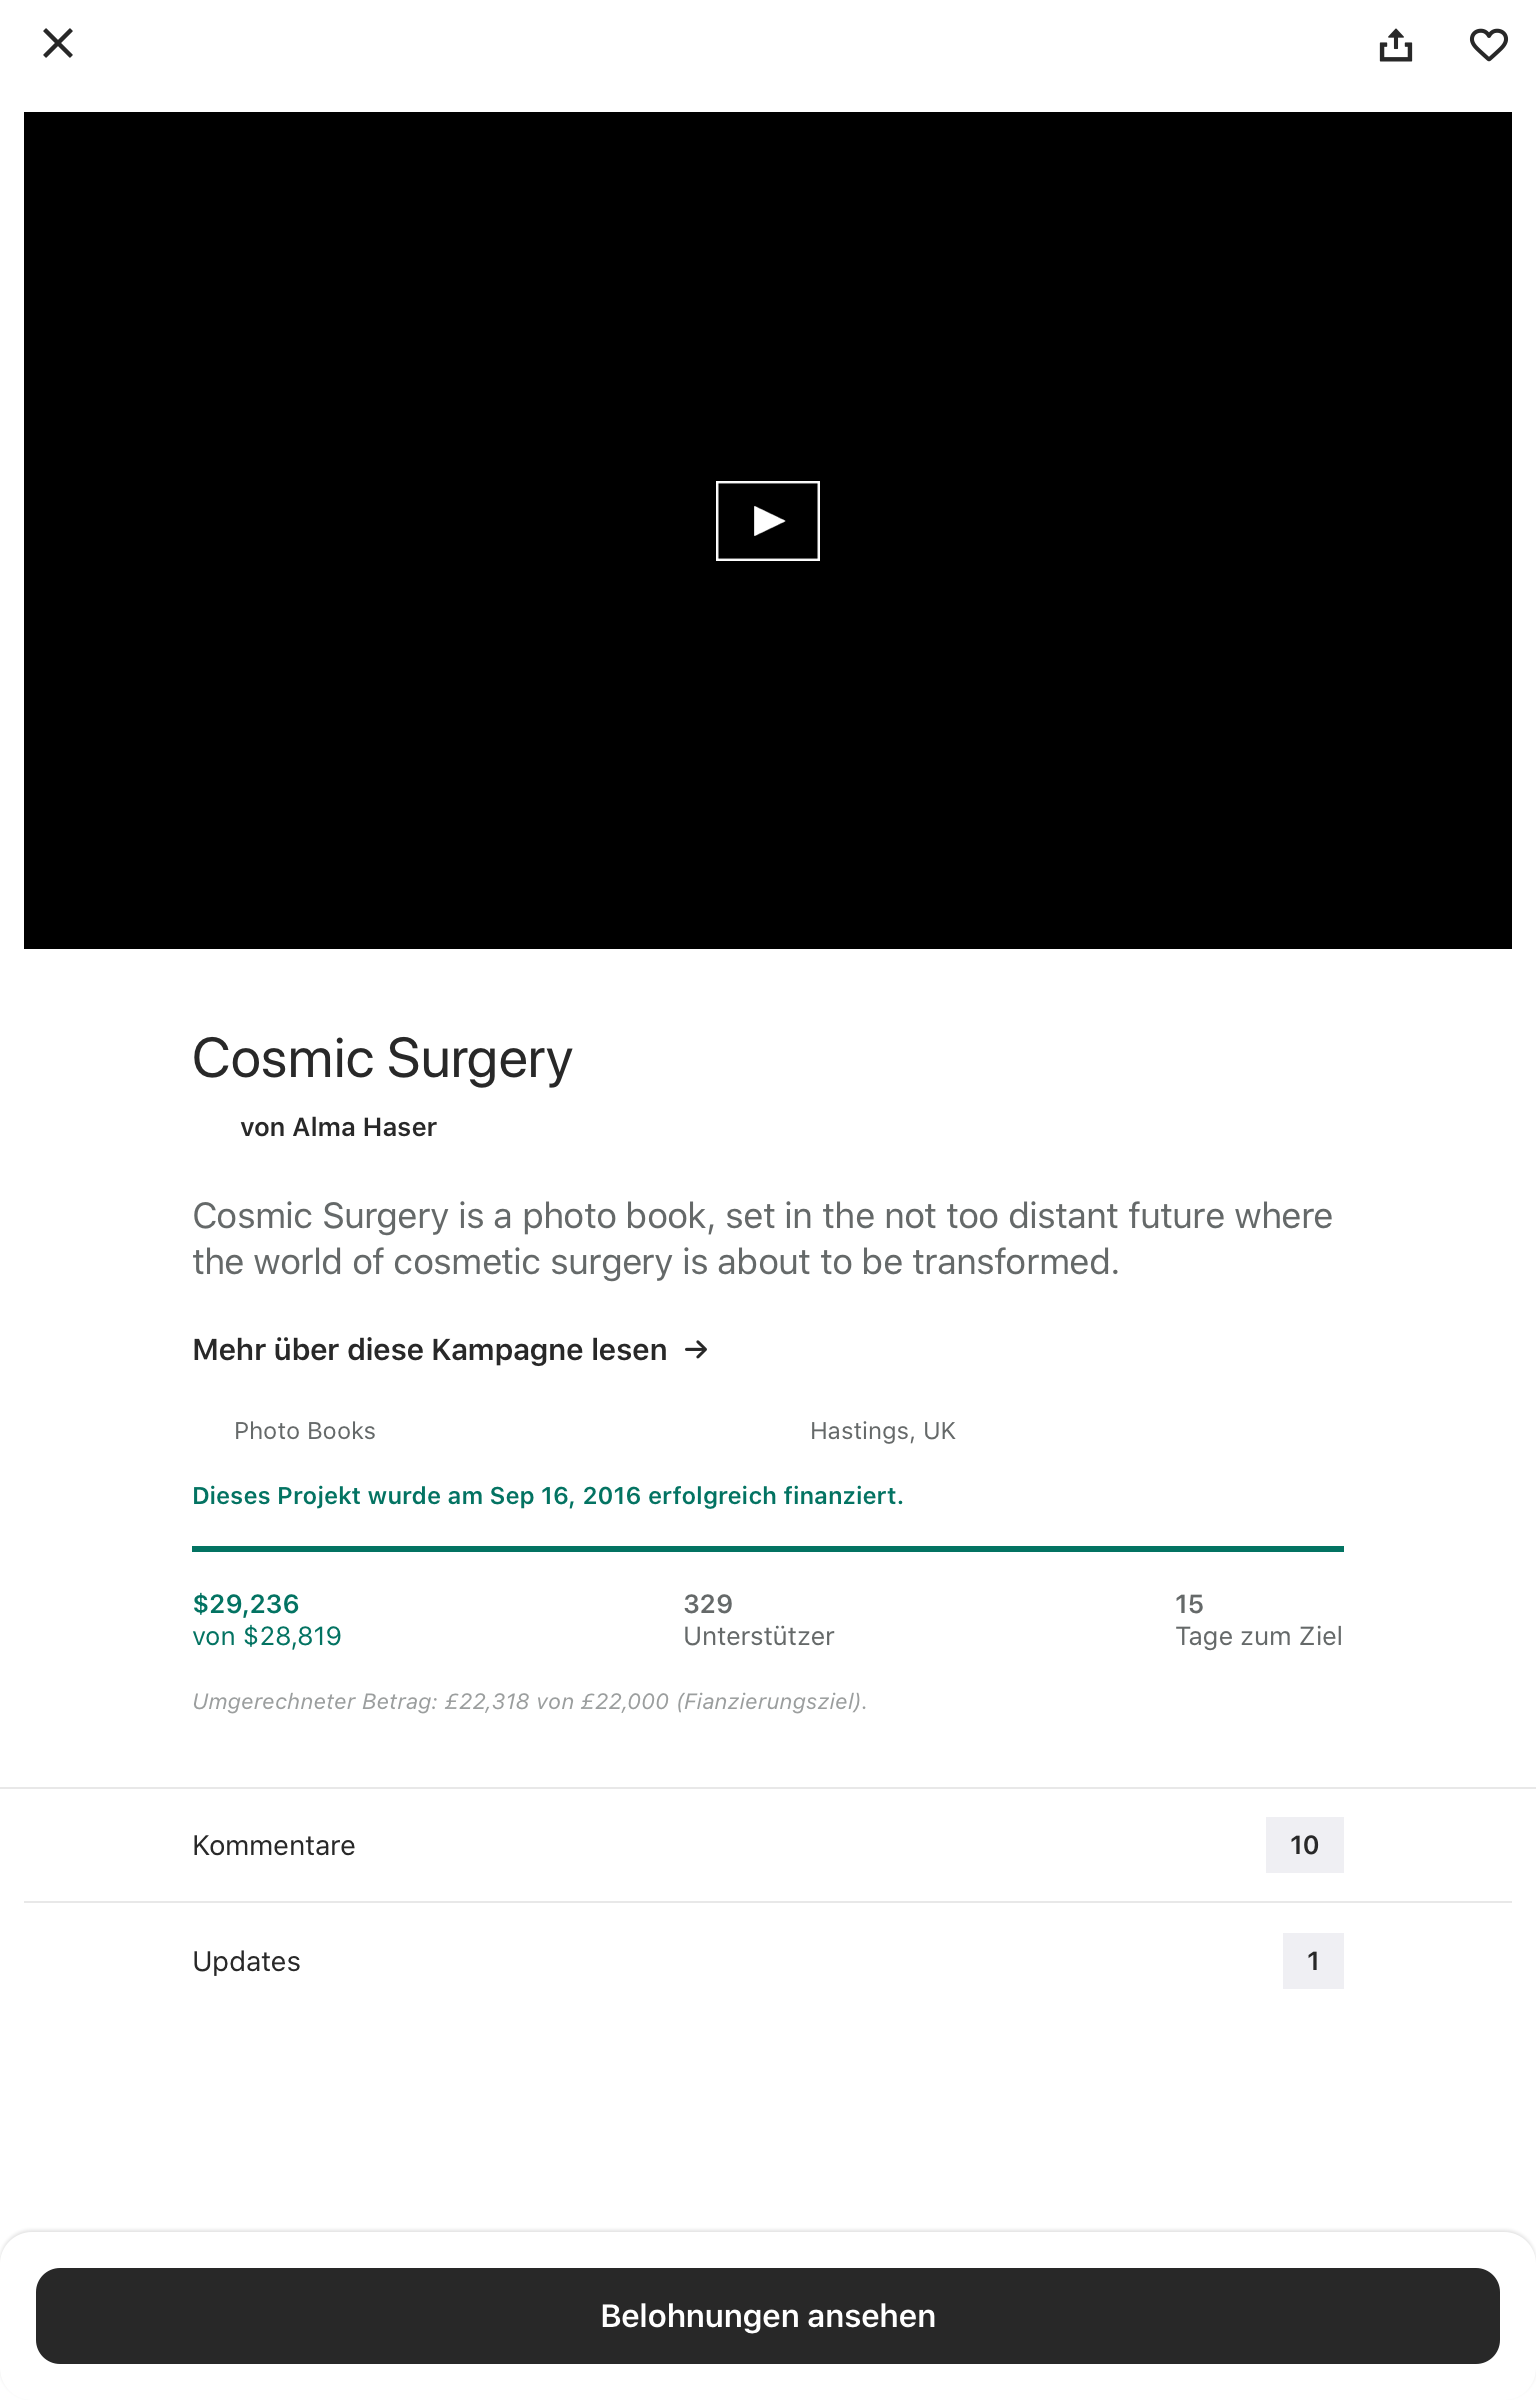 Cosmic Surgery
von Alma Haser
Cosmic Surgery is a photo book, set in the not too distant future where
the world of cosmetic surgery is about to be transformed.
Mehr über diese Kampagne lesen →
Photo Books
Hastings, UK
Dieses Projekt wurde am Sep 16, 2016 erfolgreich finanziert.
$29,236
von $28,819
329
Unterstützer
15
Tage zum Ziel
Umgerechneter Betrag: £22,318 von £22,000 (Fianzierungsziel).
Kommentare
10
Updates
1
Belohnungen ansehen